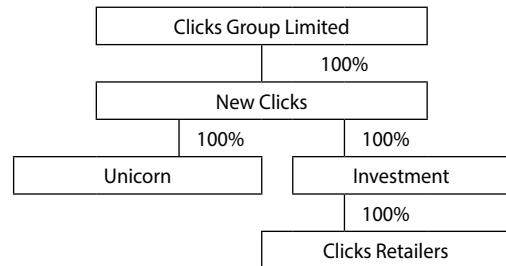 Clicks Group Limited
100%
New Clicks
100% 100%
Unicorn Investment
100%
Clicks Retailers